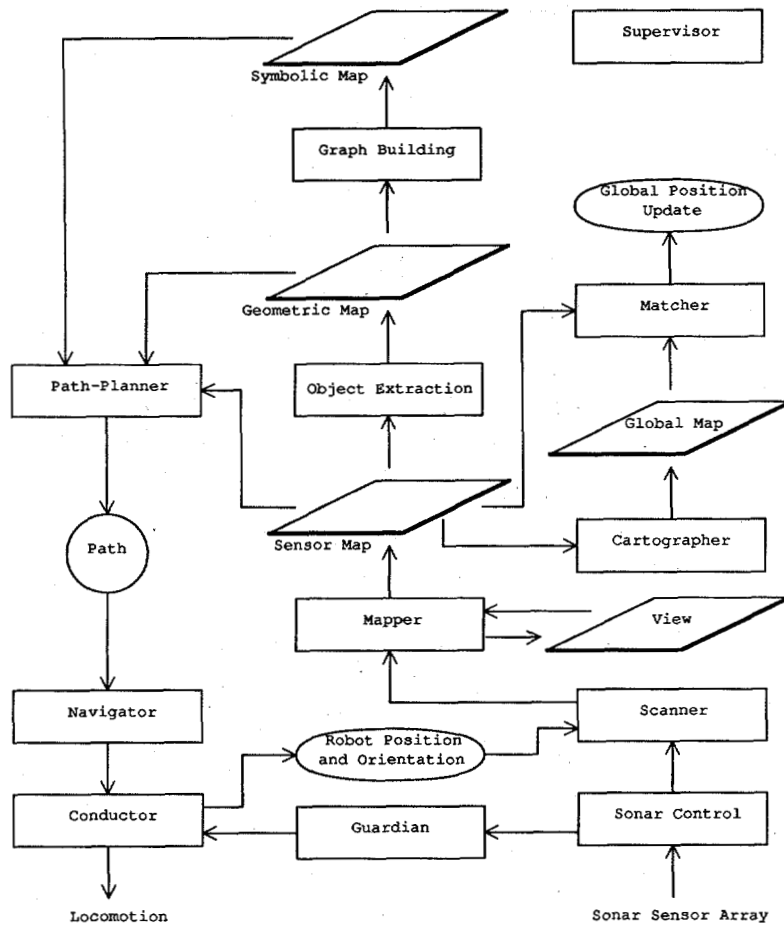 Supervisor
Symbolic Map
Graph Building
Global Position
Update
Geometric Map
Matcher
Path-Planner
Object Extraction
Global Map
Sensor Map
Path
Cartographer
Mapper
View
Navigator
Scanner
Robot Position
and Orientation
Conductor
Guardian
Sonar Control
Locomotion
Sonar Sensor Array